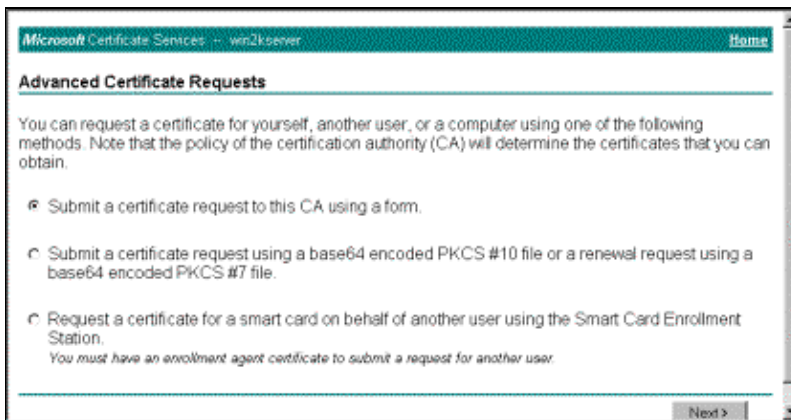 Microsoft Certificate Services -- win2kserver Home
Advanced Certificate Requests
You can request a certificate for yourself, another user, or a computer using one of the following
methods. Note that the policy of the certification authority (CA) will determine the certificates that you can
obtain.
Submit a certificate request to this CA using a form.
Submit a certificate request using a base64 encoded PKCS #10 file or a renewal request using a
base64 encoded PKCS #7 file.
Request a certificate for a smart card on behalf of another user using the Smart Card Enrollment
Station.
You must have an enrollment agent certificate to submit a request for another user.
Next >